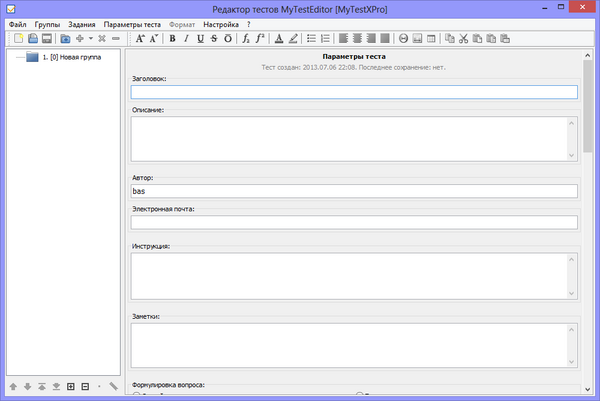 Редактор тестов MyTestEditor [MyTestXPro]
Файл Группы Задания Параметры теста Формат Настройка ?
1. [0] Новая группа
Параметры теста
Тест создан: 2013.07.06 22:08. Последнее сохранение: нет.
Заголовок:
Описание:
Автор:
bas
Электронная почта:
Инструкция:
Заметки:
Формулировка вопроса: